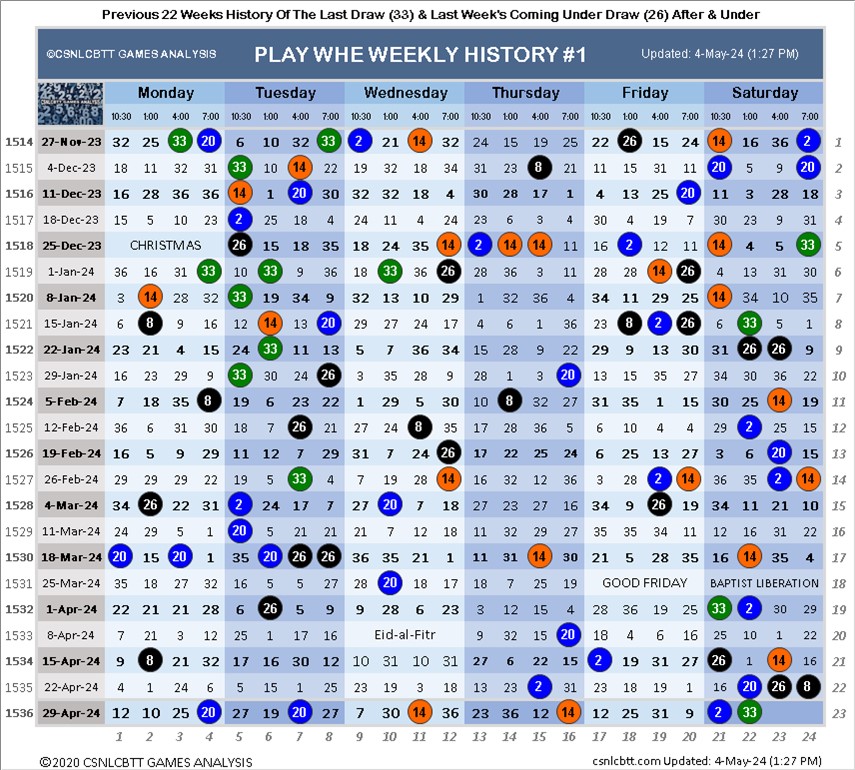 Previous 22 Weeks History Of The Last Draw (33) & Last Week's Coming Under Draw (26) After & Under
©CSNLCBTT GAMES ANALYSIS PLAY WHE WEEKLY HISTORY #1 Updated: 4-May-24 (1:27 PM)
Monday Tuesday Wednesday Thursday Friday Saturday
10:30 1:00 4:00 7:00 10:30 1:00 4:00 7:00 10:30 1:00 4:00 7:00 10:30 1:00 4:00 7:00 10:30 1:00 4:00 7:00 10:30 1:00 4:00 7:00
1514 27-Nov-23 32 25 33 20 6 10 32 33 2 21 14 32 24 15 19 25 22 26 15 24 14 16 36 2 1
1515 4-Dec-23 18 11 32 31 33 10 14 22 19 32 18 34 31 23 8 21 11 15 31 11 20 5 9 20 2
1516 11-Dec-23 16 28 36 36 14 1 20 30 32 32 18 4 30 28 17 1 4 13 25 20 11 3 28 18 3
1517 18-Dec-23 15 5 10 23 2 25 18 4 24 11 4 24 23 6 3 4 30 4 19 7 30 23 9 31 4
1518 25-Dec-23 CHRISTMAS 26 15 18 35 18 24 35 14 2 14 14 11 16 2 12 11 14 4 5 33 5
1519 1-Jan-24 36 16 31 33 10 33 9 36 18 33 12 26 28 36 3 11 28 28 14 20 4 13 31 30 6
1520 8-Jan-24 3 14 28 32 33 19 34 9 32 13 10 29 1 32 36 4 34 11 29 25 14 34 10 35 7
1521 15-Jan-24 6 8 9 16 12 14 13 20 29 27 24 17 4 6 1 36 23 8 2 20 6 33 5 1 8
1522 22-Jan-24 23 21 4 15 24 33 11 13 5 7 36 34 15 28 9 22 29 9 13 30 31 26 26 9 9
1523 29-Jan-24 16 23 29 9 33 30 24 26 3 35 28 9 28 1 3 20 13 15 35 27 34 30 36 22 10
1524 5-Feb-24 7 18 35 8 19 6 23 22 1 29 5 30 10 8 32 27 31 35 1 15 30 25 14 19 11
1525 12-Feb-24 36 6 31 30 18 7 26 21 27 24 8 35 17 28 36 5 6 10 4 4 29 2 22 15 12
1526 19-Feb-24 16 5 9 29 11 12 7 29 31 7 12 26 17 22 25 24 6 25 27 13 3 6 20 15 13
1527 26-Feb-24 29 29 29 22 19 5 33 4 7 19 28 14 16 32 12 36 28 3 2 14 36 35 2 14 14
1528 4-Mar-24 34 26 22 31 2 24 17 7 27 20 7 18 27 23 27 16 34 9 26 19 34 11 21 10 15
1529 11-Mar-24 24 29 5 1 20 5 21 21 21 7 12 18 11 32 29 27 35 35 34 11 12 16 31 22 16
1530 18-Mar-24 20 15 3 1 35 20 26 26 36 35 21 1 11 31 14 30 21 5 28 35 16 14 35 4 17
1531 25-Mar-24 35 18 27 32 16 5 5 27 28 20 18 17 18 7 25 19 GOOD FRIDAY BAPTIST LIBERATION 18
1532 1-Apr-24 22 21 21 28 6 26 5 9 9 28 6 23 3 12 15 4 28 36 19 25 33 2 30 29 19
1533 8-Apr-24 7 21 3 12 25 1 17 16 Eid-al-Fitr 9 32 15 20 18 4 6 16 25 10 1 22 20
1534 15-Apr-24 9 8 21 32 17 16 30 12 10 31 10 31 27 6 22 15 2 19 31 27 26 1 14 16 21
1535 22-Apr-24 4 1 24 6 5 15 1 25 23 19 3 18 13 23 2 31 23 18 19 1 16 20 26 8 22
1536 29-Apr-24 12 10 25 20 27 19 20 27 7 30 14 36 23 36 12 14 12 25 31 9 2 33 23
1 2 3 4 5 6 7 8 9 10 11 12 13 14 15 16 17 18 19 20 21 22 23 24
©2020 CSNLCBTT GAMES ANALYSIS csnlcbtt.com Updated: 4-May-24 (1:27 PM)